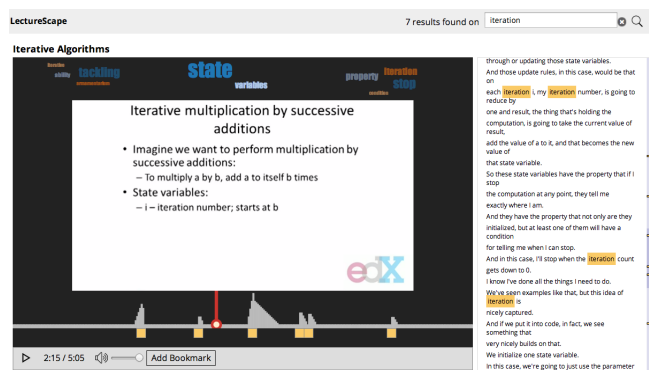 LectureScape
7 results found on
iteration
Iterative Algorithms
iterative
ability
tackling
state
variables
property
iteration
stop
condition
Iterative multiplication by successive
additions
• Imagine we want to perform multiplication by
successive additions:
– To multiply a by b, add a to itself b times
• State variables:
– i – iteration number; starts at b
edX
2:15 / 5:05
Add Bookmark
through or updating those state variables.
And those update rules, in this case, would be that
on
each iteration i, my iteration number, is going to
reduce by
one and result, the thing that's holding the
computation, is going to take the current value of
result,
add the value of a to it, and that becomes the new
value of
that state variable.
So these state variables have the property that if I
stop
the computation at any point, they tell me
exactly where I am.
And they have the property that not only are they
initialized, but at least one of them will have a
condition
for telling me when I can stop.
And in this case, I'll stop when the iteration count
gets down to 0.
I know I've done all the things I need to do.
We've seen examples like that, but this idea of
iteration is
nicely captured.
And if we put it into code, in fact, we see
something that
very nicely builds on that.
We initialize one state variable.
In this case, we're going to just use the parameter